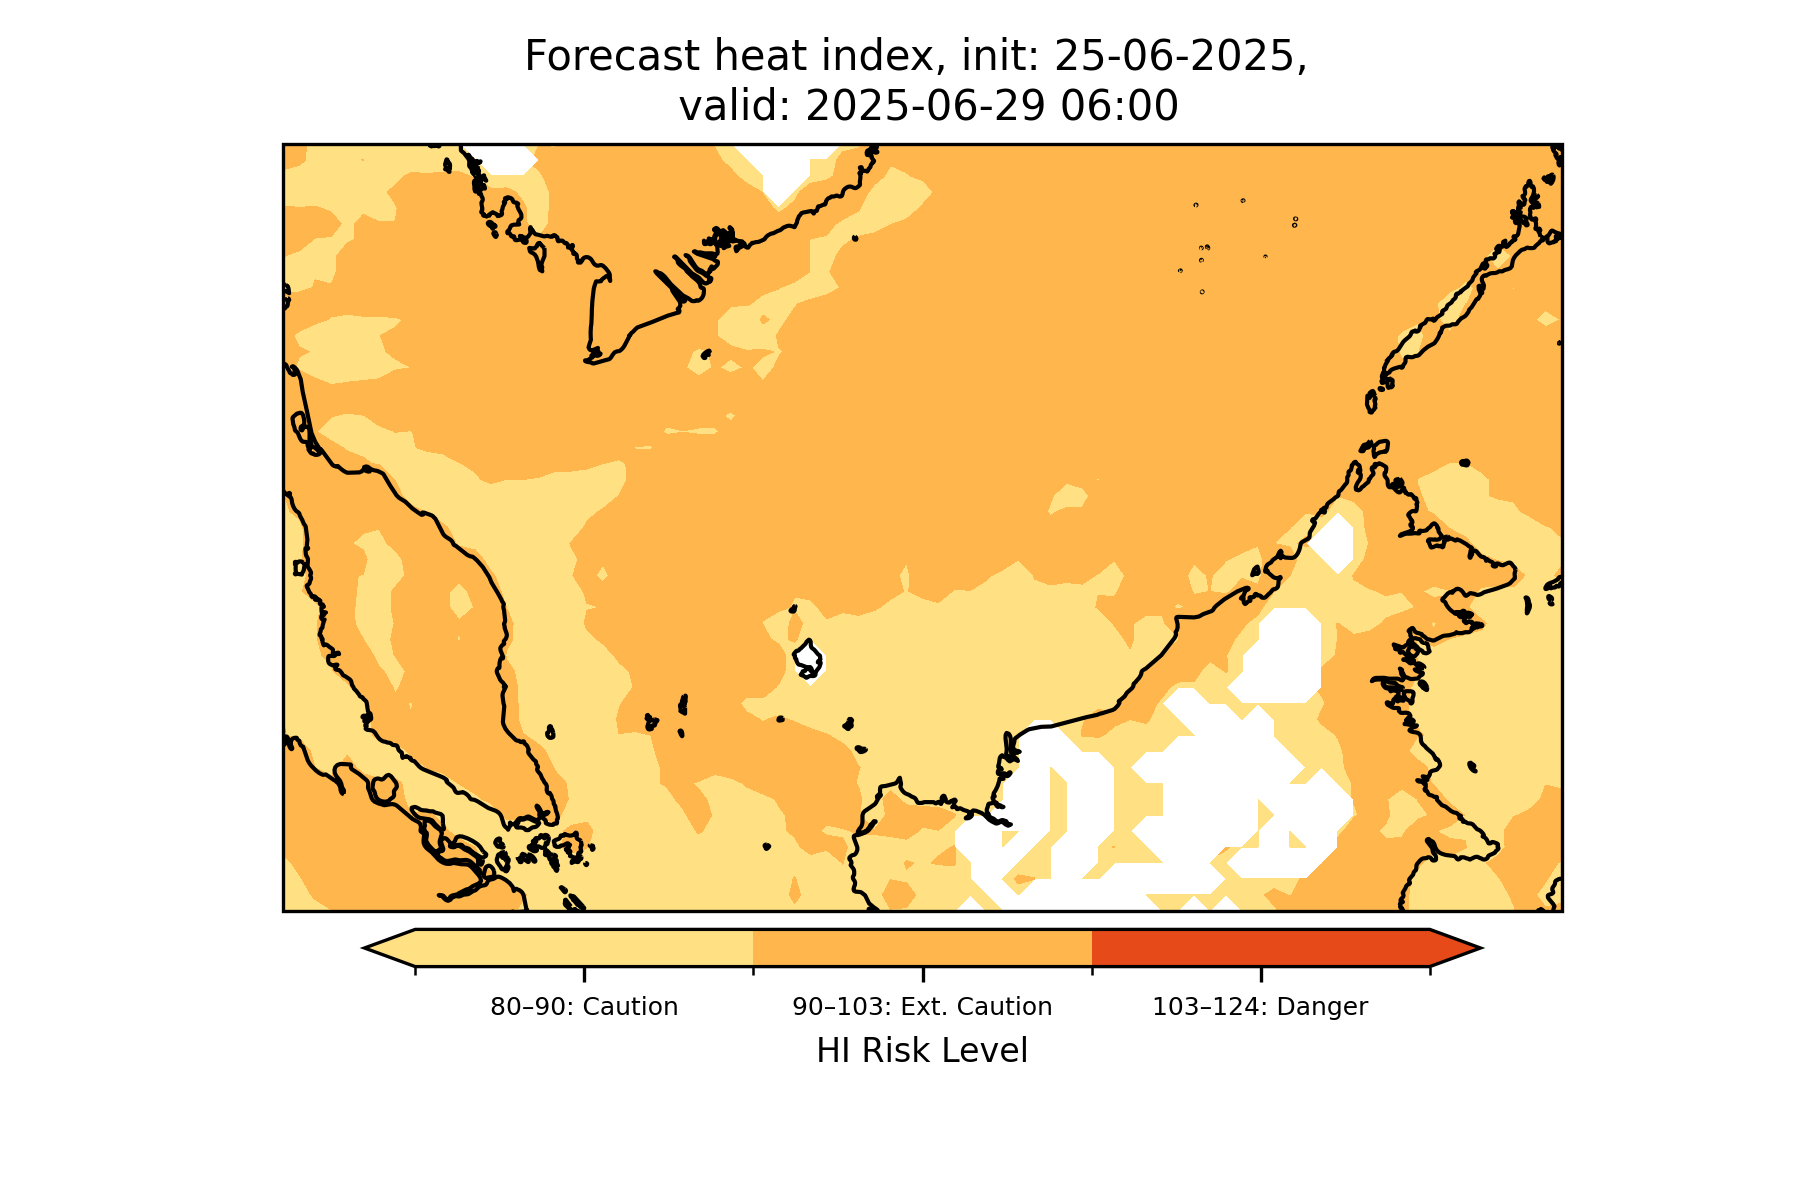 Forecast heat index, init: 25-06-2025,
valid: 2025-06-29 06:00
80–90: Caution
90–103: Ext. Caution
103–124: Danger
HI Risk Level